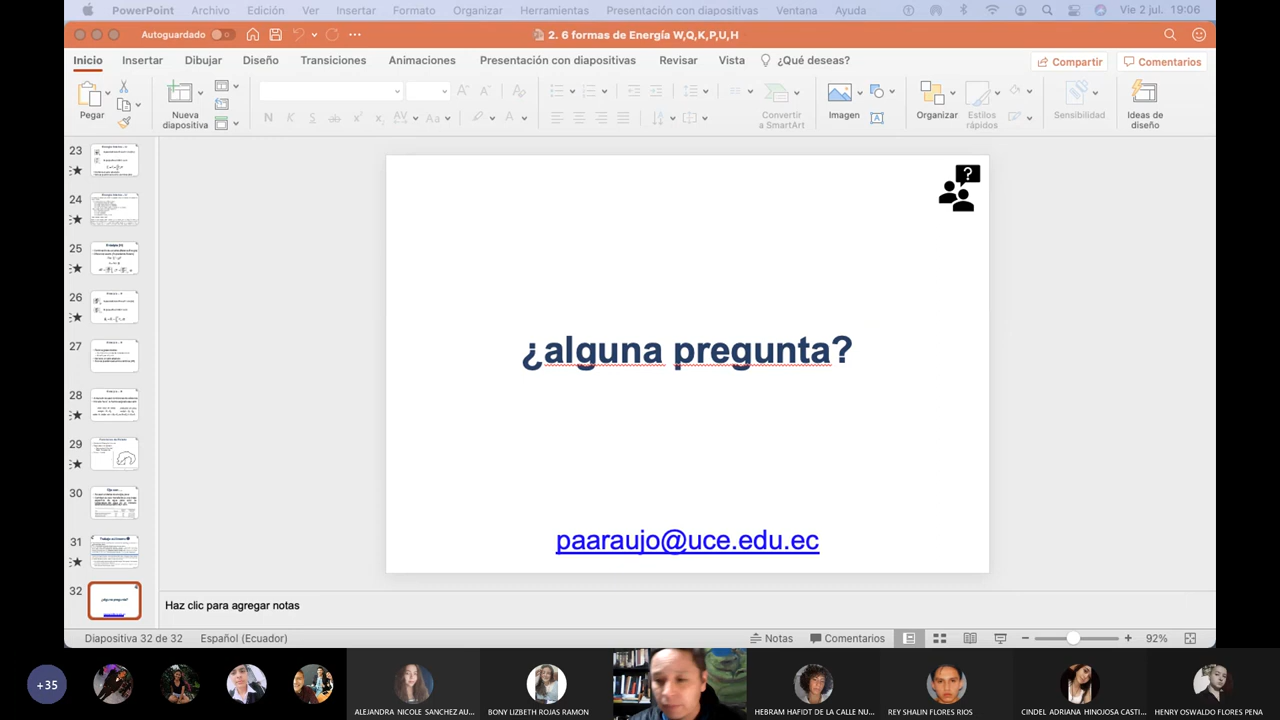 PowerPoint Archivo Edición Ver Insertar Formato Organizar Herramientas Presentación con diapositivas Ventana Ayuda Vie 2 jul. 19:06
Autoguardado 2. 6 formas de Energía W,Q,K,P,U,H
Inicio Insertar Dibujar Diseño Transiciones Animaciones Presentación con diapositivas Revisar Vista ¿Qué deseas? Compartir Comentarios
Pegar
Nueva diapositiva
Convertir a SmartArt
Imagen
Organizar
Estilos rápidos
Sensibilidad
Ideas de diseño
23
24
25
26
27
28
29
30
31
32
?
¿alguna pregunta?
paaraujo@uce.edu.ec
Haz clic para agregar notas
Diapositiva 32 de 32 Español (Ecuador) Notas Comentarios 92%
+35
ALEJANDRA NICOLE SANCHEZ AU...
BONY LIZBETH ROJAS RAMON
HEBRAM HAFIDT DE LA CALLE NU...
REY SHALIN FLORES RIOS
CINDEL ADRIANA HINOJOSA CASTI...
HENRY OSWALDO FLORES PEÑA